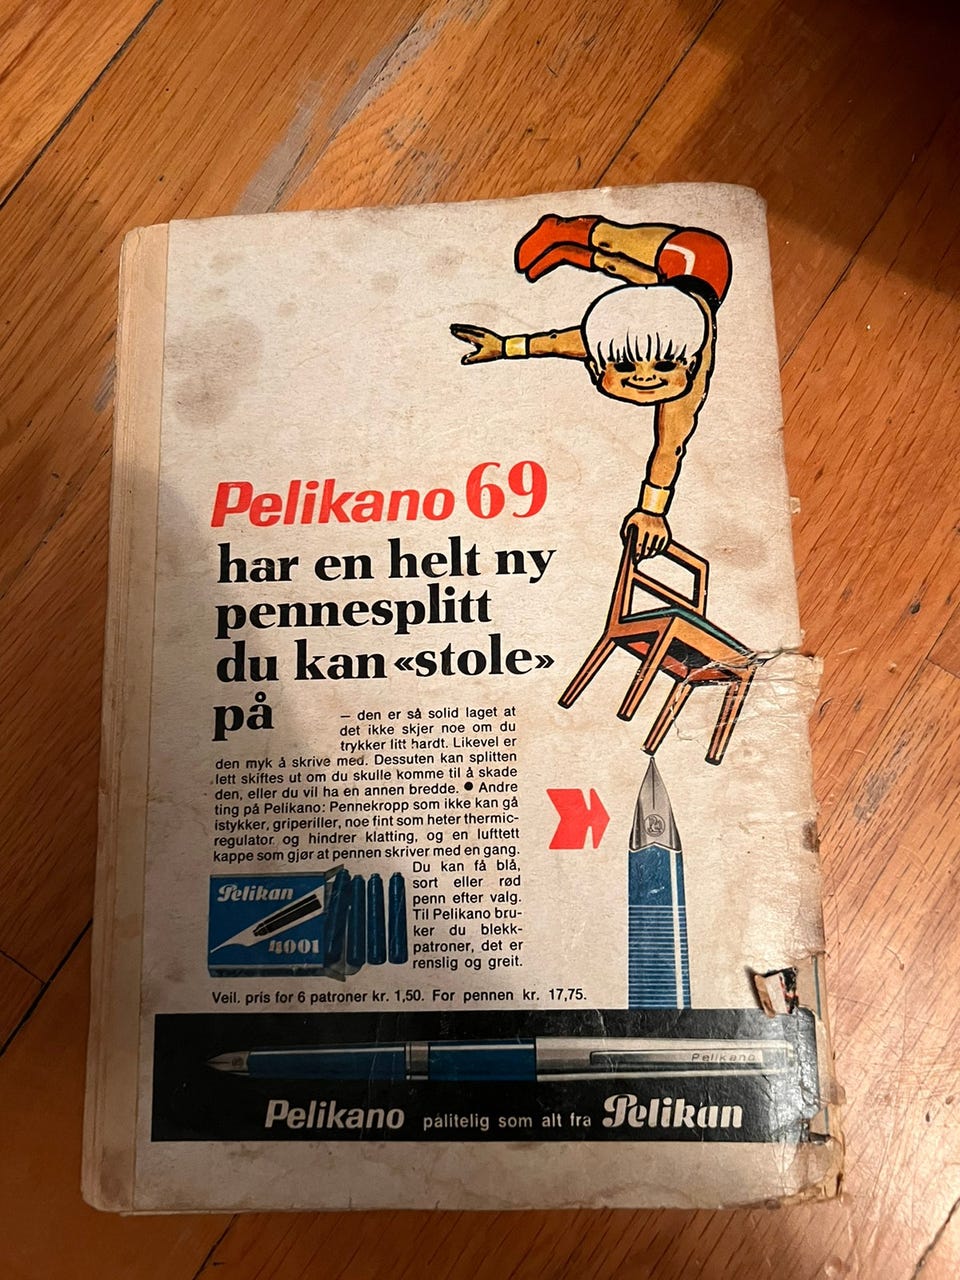 Pelikano 69
har en helt ny
pennesplitt
du kan «stole»
på
– den er så solid laget at
det ikke skjer noe om du
trykker litt hardt. Likevel er
den myk å skrive med. Dessuten kan splitten
lett skiftes ut om du skulle komme til å skade
den, eller du vil ha en annen bredde. ● Andre
ting på Pelikano: Pennekropp som ikke kan gå
istykker, griperiller, noe fint som heter thermic-
regulator og hindrer klatting, og en lufttett
kappe som gjør at pennen skriver med en gang.
Du kan få blå,
sort eller rød
penn efter valg.
Til Pelikano bru-
ker du blekk-
patroner, det er
renslig og greit.
Pelikan
4001
Veil. pris for 6 patroner kr. 1,50. For pennen kr. 17,75.
Pelikano
Pelikano pålitelig som alt fra Pelikan